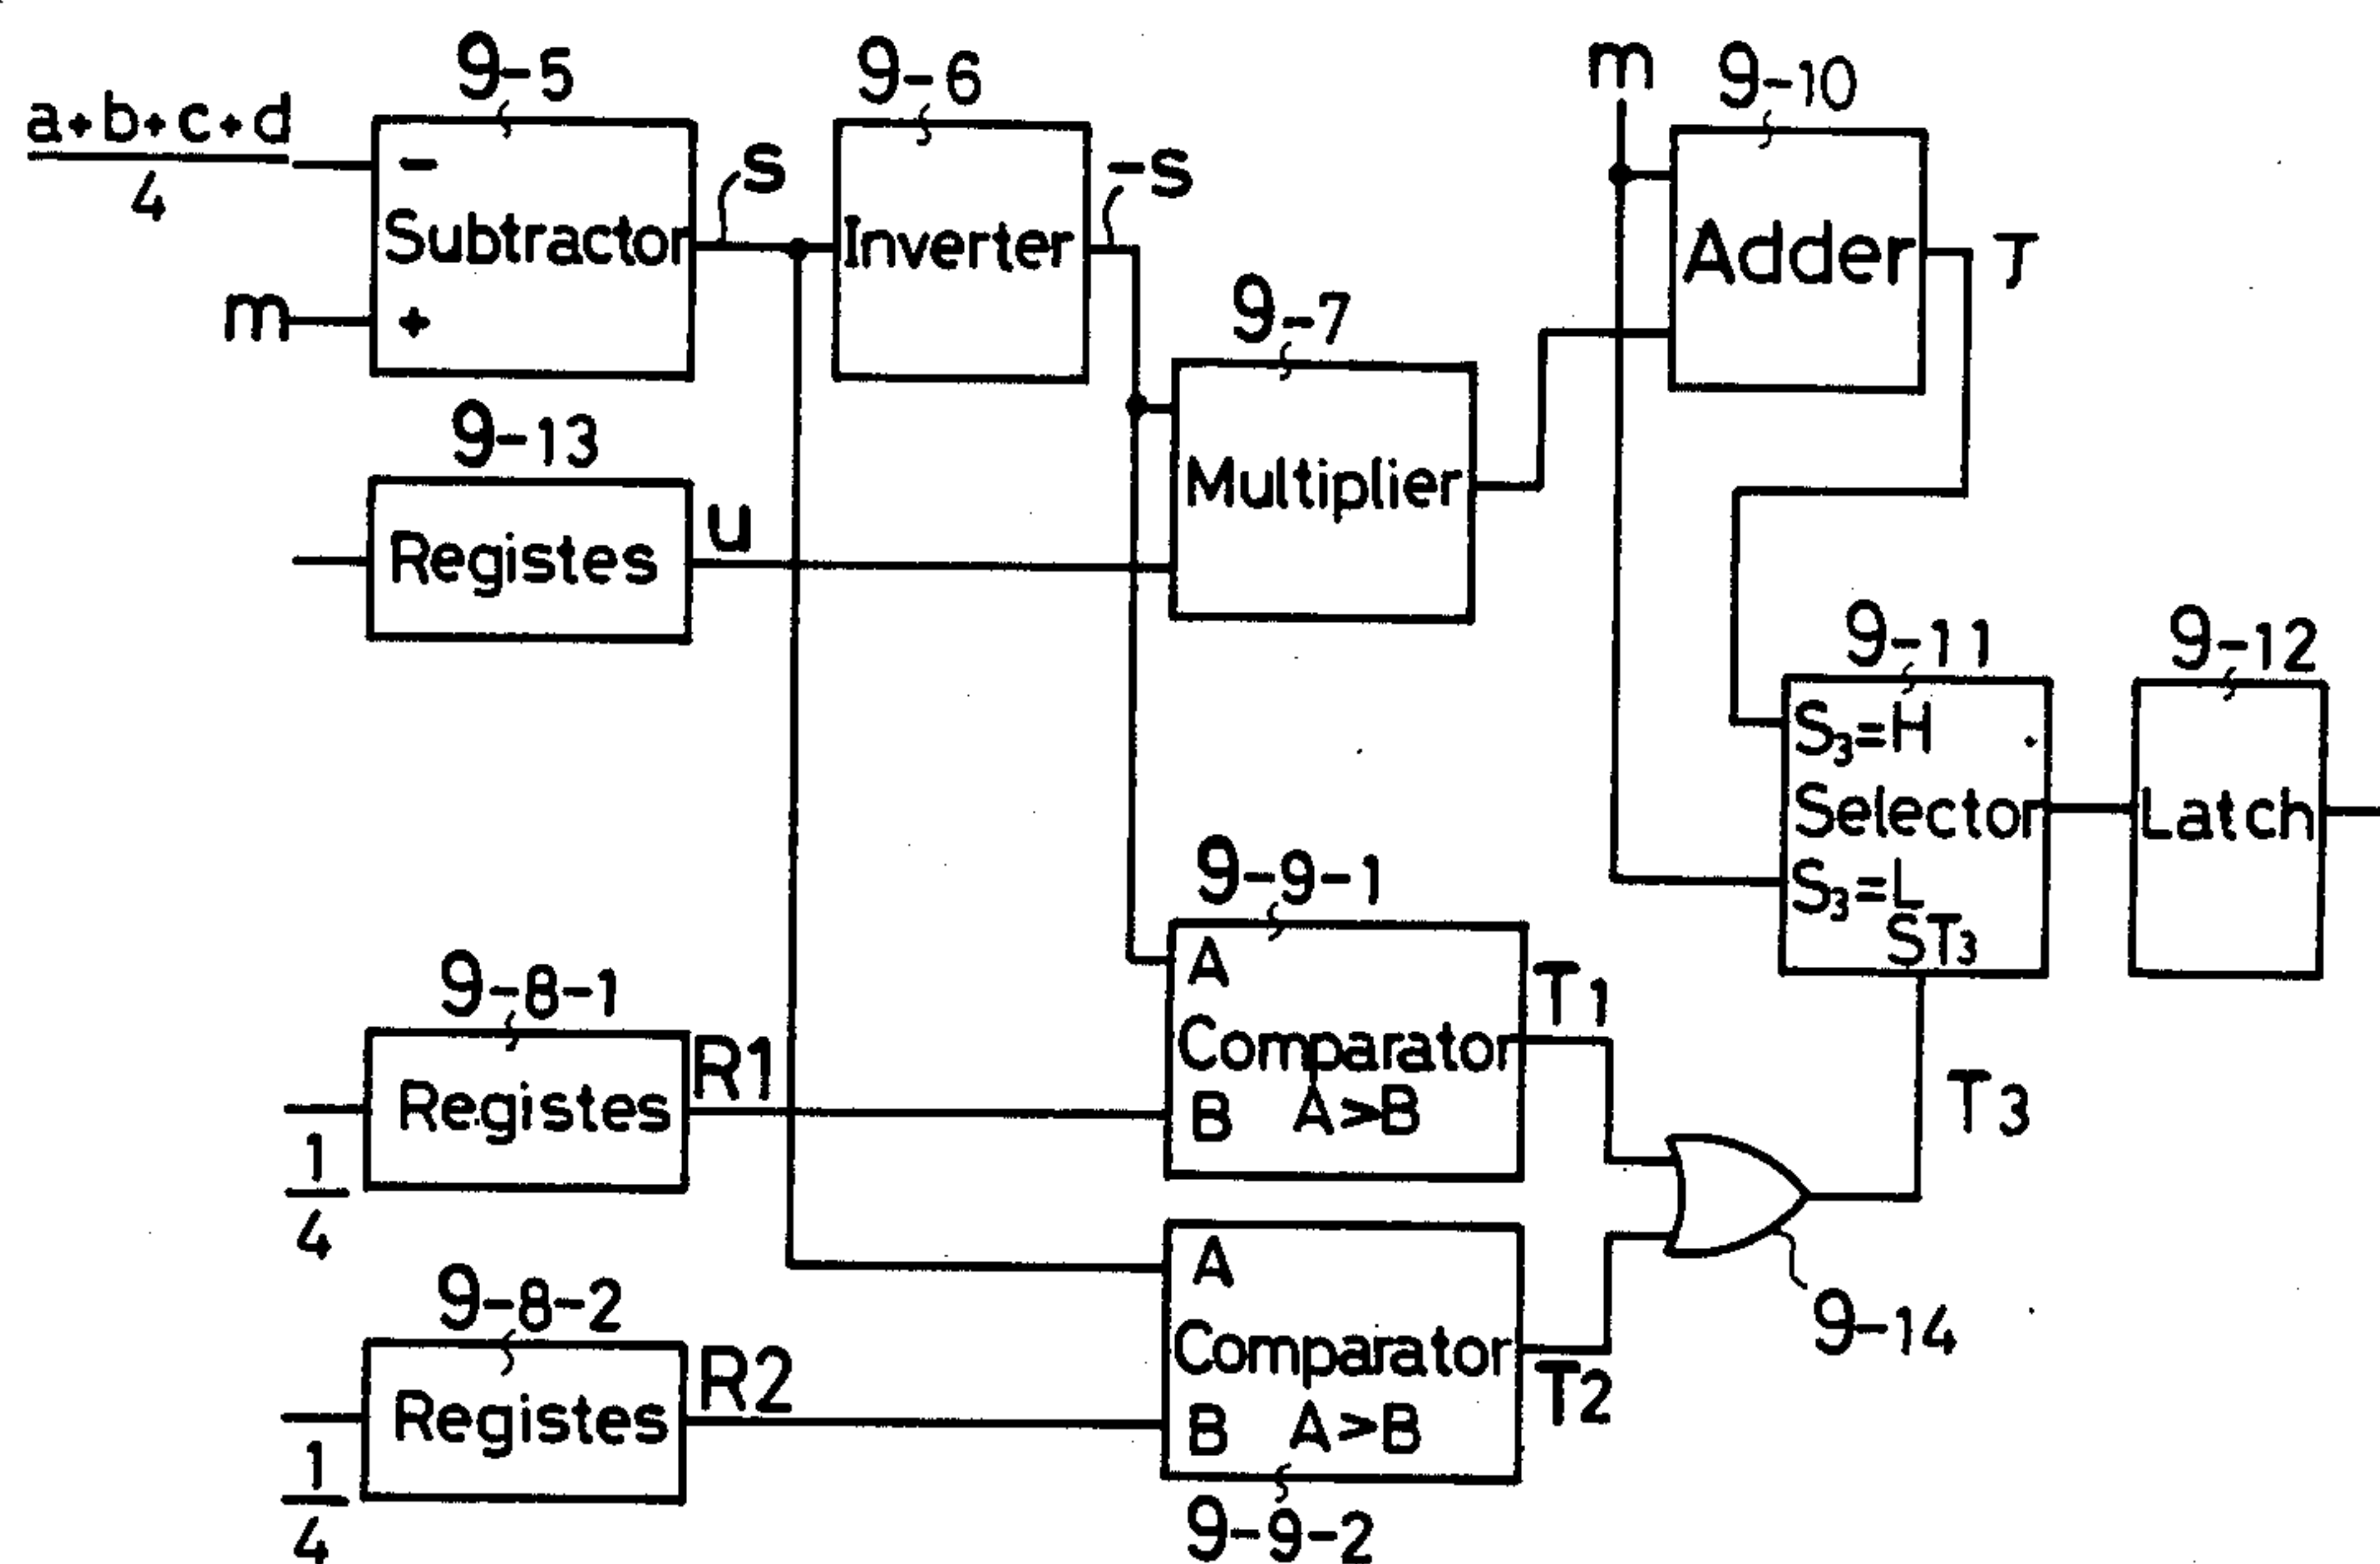 9-5
9-6
m
9-10
a+b+c+d
4
-
Subtractor
m
+
s
Inverter
-s
Adder
T
9-7
9-13
Registes
u
Multiplier
9-11
9-12
S3=H
Selector
S3=L
ST3
Latch
9-9-1
A
Comparator
B A>B
T1
9-8-1
Registes
R1
1
4
T3
9-14
A
Comparator
B A>B
T2
9-9-2
9-8-2
Registes
R2
1
4